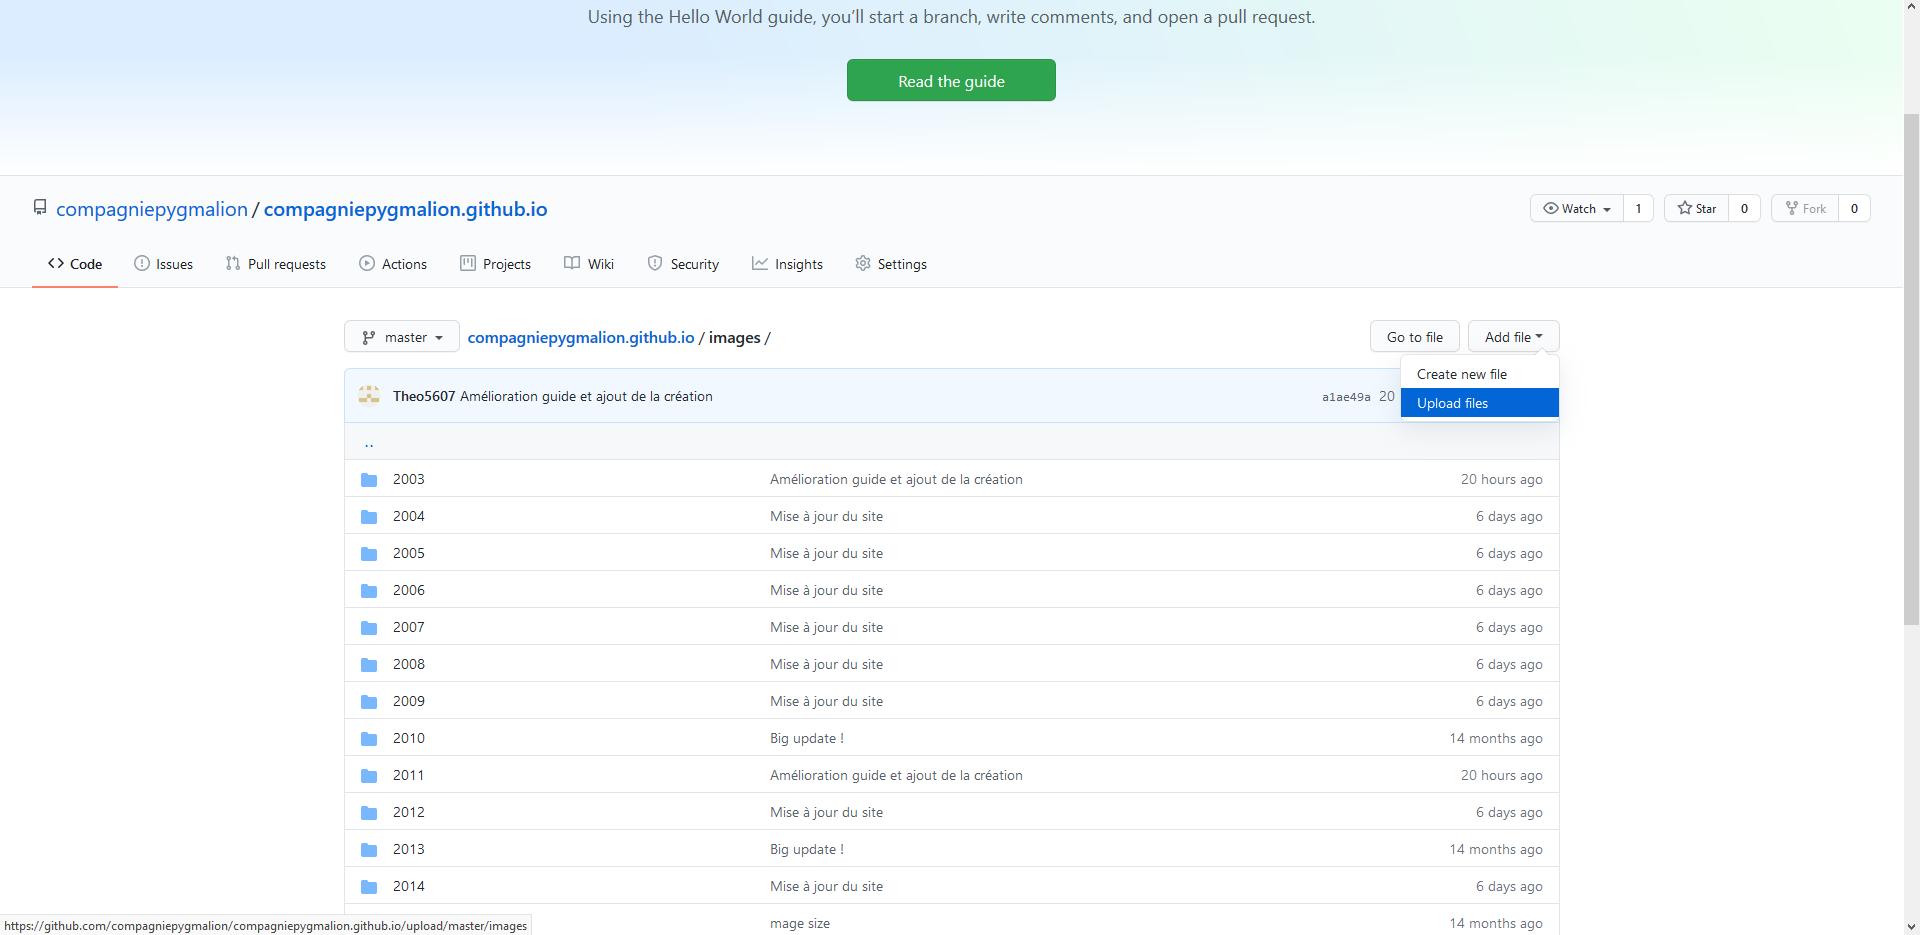 Using the Hello World guide, you’ll start a branch, write comments, and open a pull request.
Read the guide
compagniepygmalion / compagniepygmalion.github.io
Watch 1 Star 0 Fork 0
Code Issues Pull requests Actions Projects Wiki Security Insights Settings
master compagniepygmalion.github.io / images / Go to file Add file
Create new file
Upload files
Theo5607 Amélioration guide et ajout de la création a1ae49a 20
..
2003 Amélioration guide et ajout de la création 20 hours ago
2004 Mise à jour du site 6 days ago
2005 Mise à jour du site 6 days ago
2006 Mise à jour du site 6 days ago
2007 Mise à jour du site 6 days ago
2008 Mise à jour du site 6 days ago
2009 Mise à jour du site 6 days ago
2010 Big update ! 14 months ago
2011 Amélioration guide et ajout de la création 20 hours ago
2012 Mise à jour du site 6 days ago
2013 Big update ! 14 months ago
2014 Mise à jour du site 6 days ago
mage size 14 months ago
https://github.com/compagniepygmalion/compagniepygmalion.github.io/upload/master/images